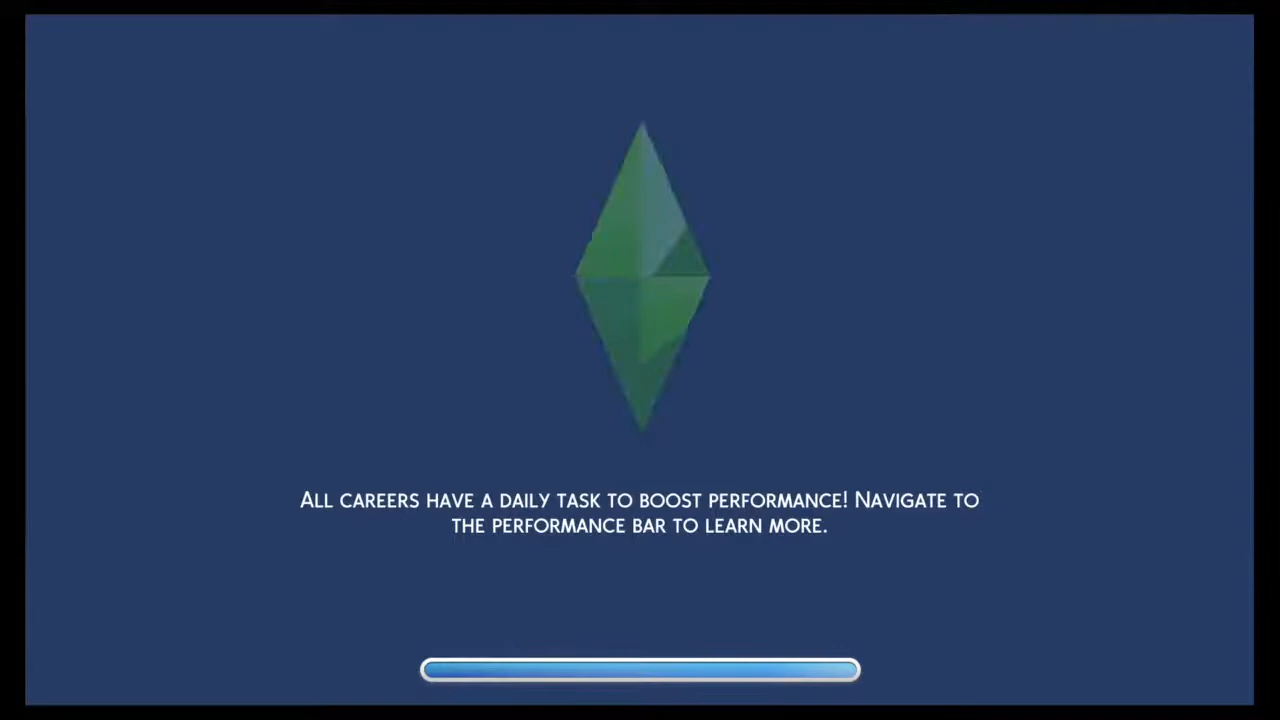 All careers have a daily task to boost performance! Navigate to
the performance bar to learn more.